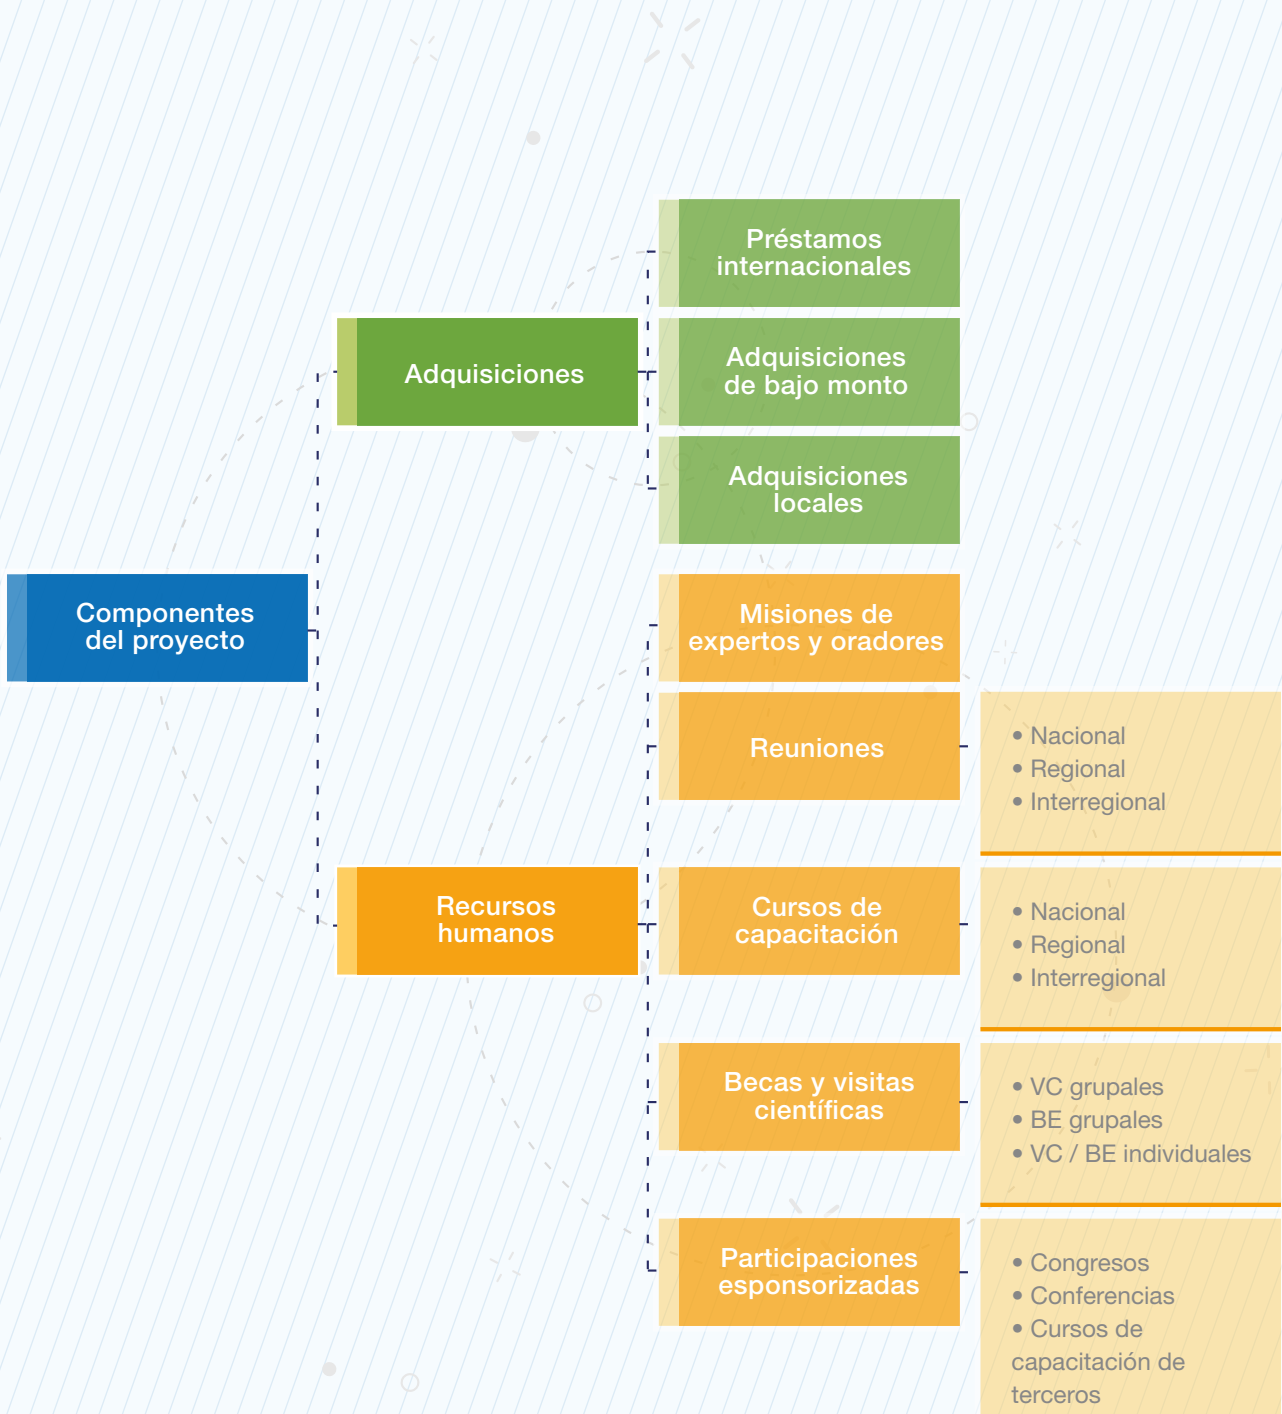 Préstamos
internacionales
Adquisiciones
Adquisiciones
de bajo monto
Adquisiciones
locales
Componentes
del proyecto
Misiones de
expertos y oradores
Reuniones
• Nacional
• Regional
• Interregional
Recursos
humanos
Cursos de
capacitación
• Nacional
• Regional
• Interregional
Becas y visitas
científicas
• VC grupales
• BE grupales
• VC / BE individuales
Participaciones
esponsorizadas
• Congresos
• Conferencias
• Cursos de
capacitación de
terceros